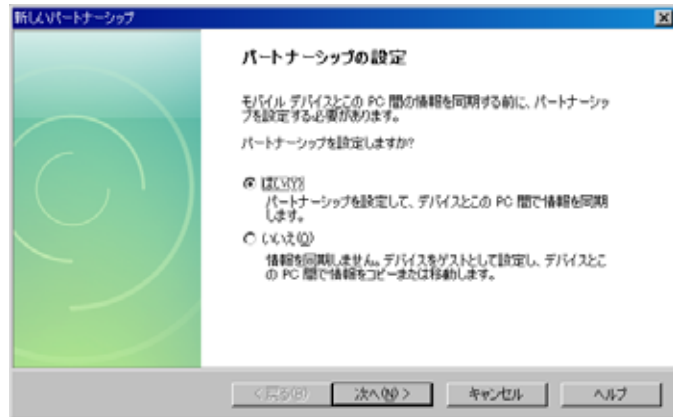 新しいパートナーシップ
パートナーシップの設定
モバイル デバイスとこの PC 間の情報を同期する前に、パートナーシッ
プを設定する必要があります。
パートナーシップを設定しますか?
はい(Y)
パートナーシップを設定して、デバイスとこの PC 間で情報を同期
します。
いいえ(O)
情報を同期しません。デバイスをゲストとして設定し、デバイスとこ
の PC 間で情報をコピーまたは移動します。
< 戻る(B)
次へ(N) >
キャンセル
ヘルプ